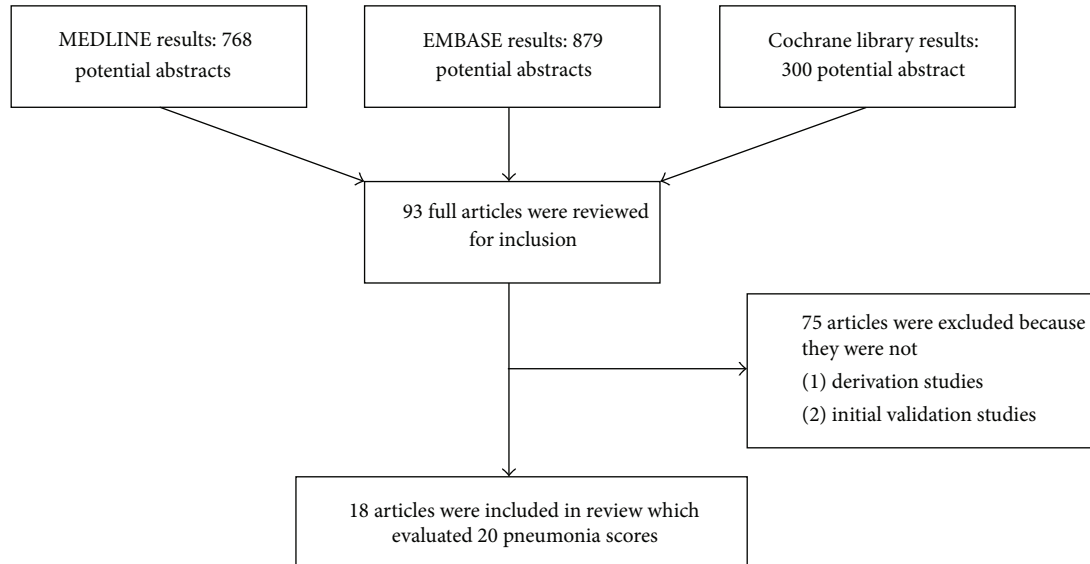 MEDLINE results: 768
potential abstracts
EMBASE results: 879
potential abstracts
Cochrane library results:
300 potential abstract
93 full articles were reviewed
for inclusion
75 articles were excluded because
they were not
(1) derivation studies
(2) initial validation studies
18 articles were included in review which
evaluated 20 pneumonia scores